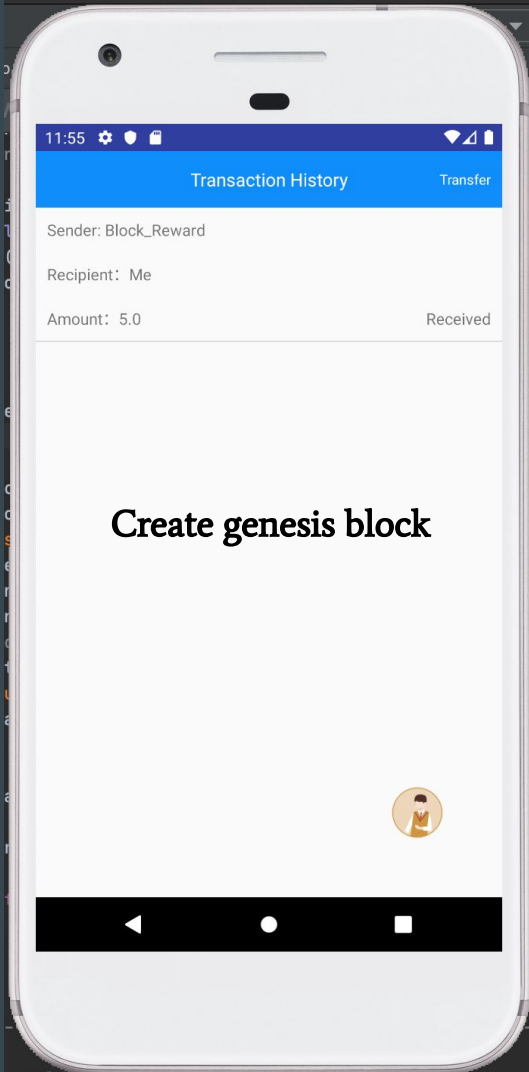 11:55
Transaction History
Transfer
Sender: Block_Reward
Recipient：Me
Amount：5.0
Received
Create genesis block